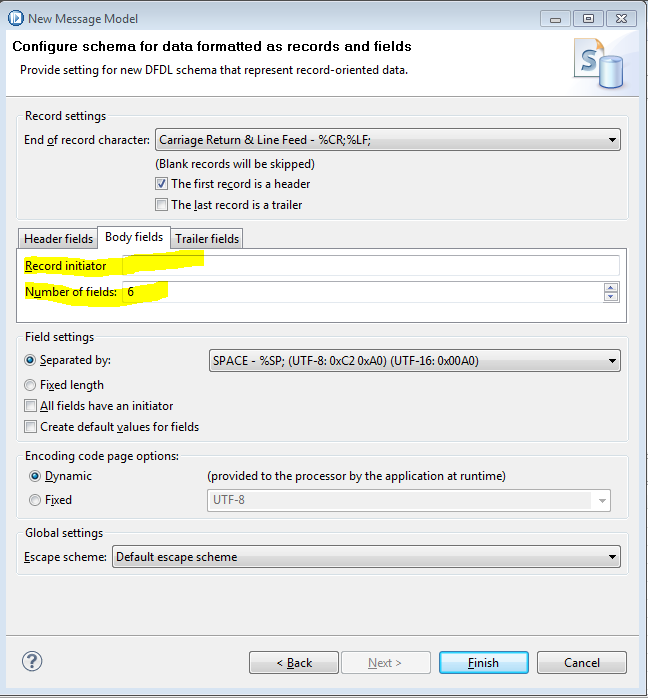 New Message Model
Configure schema for data formatted as records and fields
Provide setting for new DFDL schema that represent record-oriented data.
S
Record settings
End of record character: Carriage Return & Line Feed - %CR;%LF;
(Blank records will be skipped)
The first record is a header
The last record is a trailer
Header fields Body fields Trailer fields
Record initiator
Number of fields: 6
Field settings
Separated by: SPACE - %SP; (UTF-8: 0xC2 0xA0) (UTF-16: 0x00A0)
Fixed length
All fields have an initiator
Create default values for fields
Encoding code page options:
Dynamic (provided to the processor by the application at runtime)
Fixed UTF-8
Global settings
Escape scheme: Default escape scheme
? < Back Next > Finish Cancel